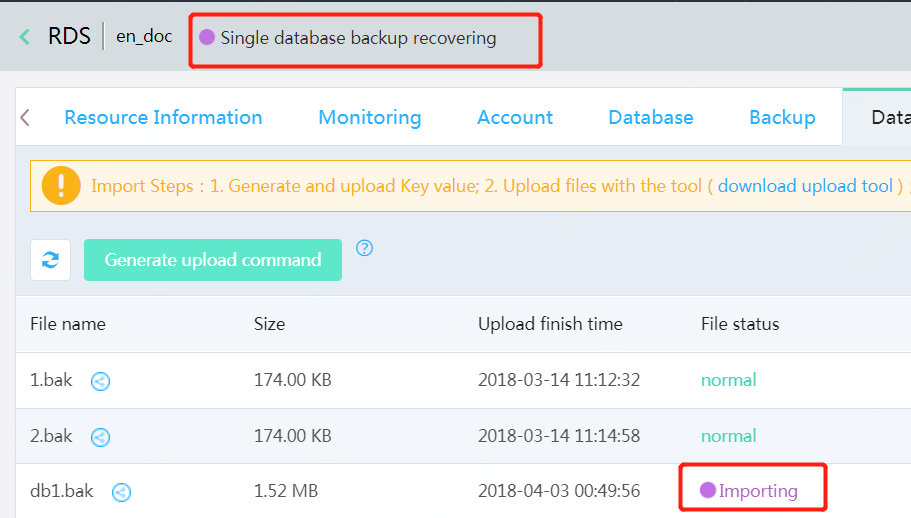 RDS en_doc Single database backup recovering
Resource Information Monitoring Account Database Backup Data
Import Steps : 1. Generate and upload Key value; 2. Upload files with the tool ( download upload tool ) ;
Generate upload command ?
File name Size Upload finish time File status
1.bak 174.00 KB 2018-03-14 11:12:32 normal
2.bak 174.00 KB 2018-03-14 11:14:58 normal
db1.bak 1.52 MB 2018-04-03 00:49:56 Importing